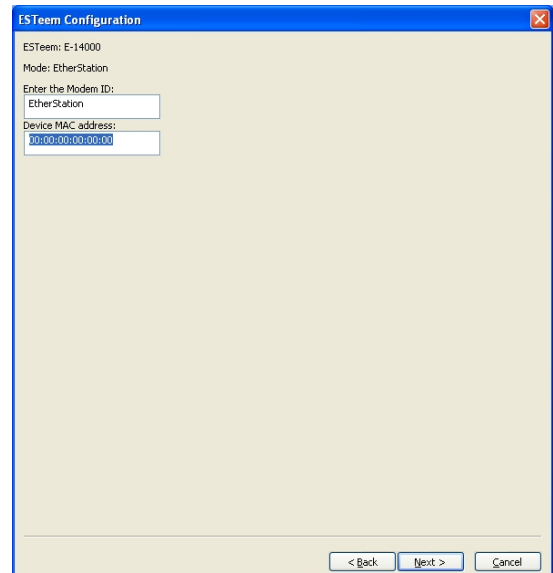 ESTeem Configuration
ESTeem: E-14000
Mode: EtherStation
Enter the Modem ID:
EtherStation
Device MAC address:
00:00:00:00:00:00
< Back Next > Cancel